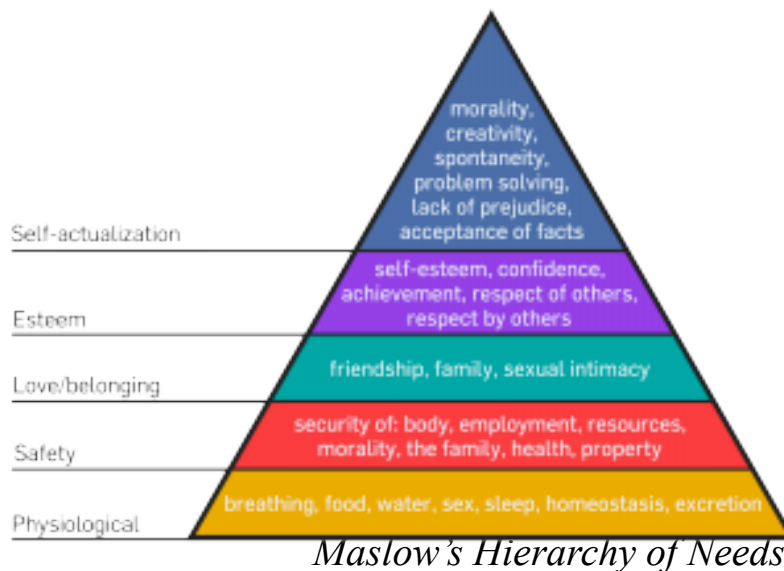 morality,
creativity,
spontaneity,
problem solving,
lack of prejudice,
acceptance of facts
Self-actualization
self-esteem, confidence,
achievement, respect of others,
respect by others
Esteem
friendship, family, sexual intimacy
Love/belonging
security of: body, employment, resources,
morality, the family, health, property
Safety
breathing, food, water, sex, sleep, homeostasis, excretion
Physiological
Maslow's Hierarchy of Needs